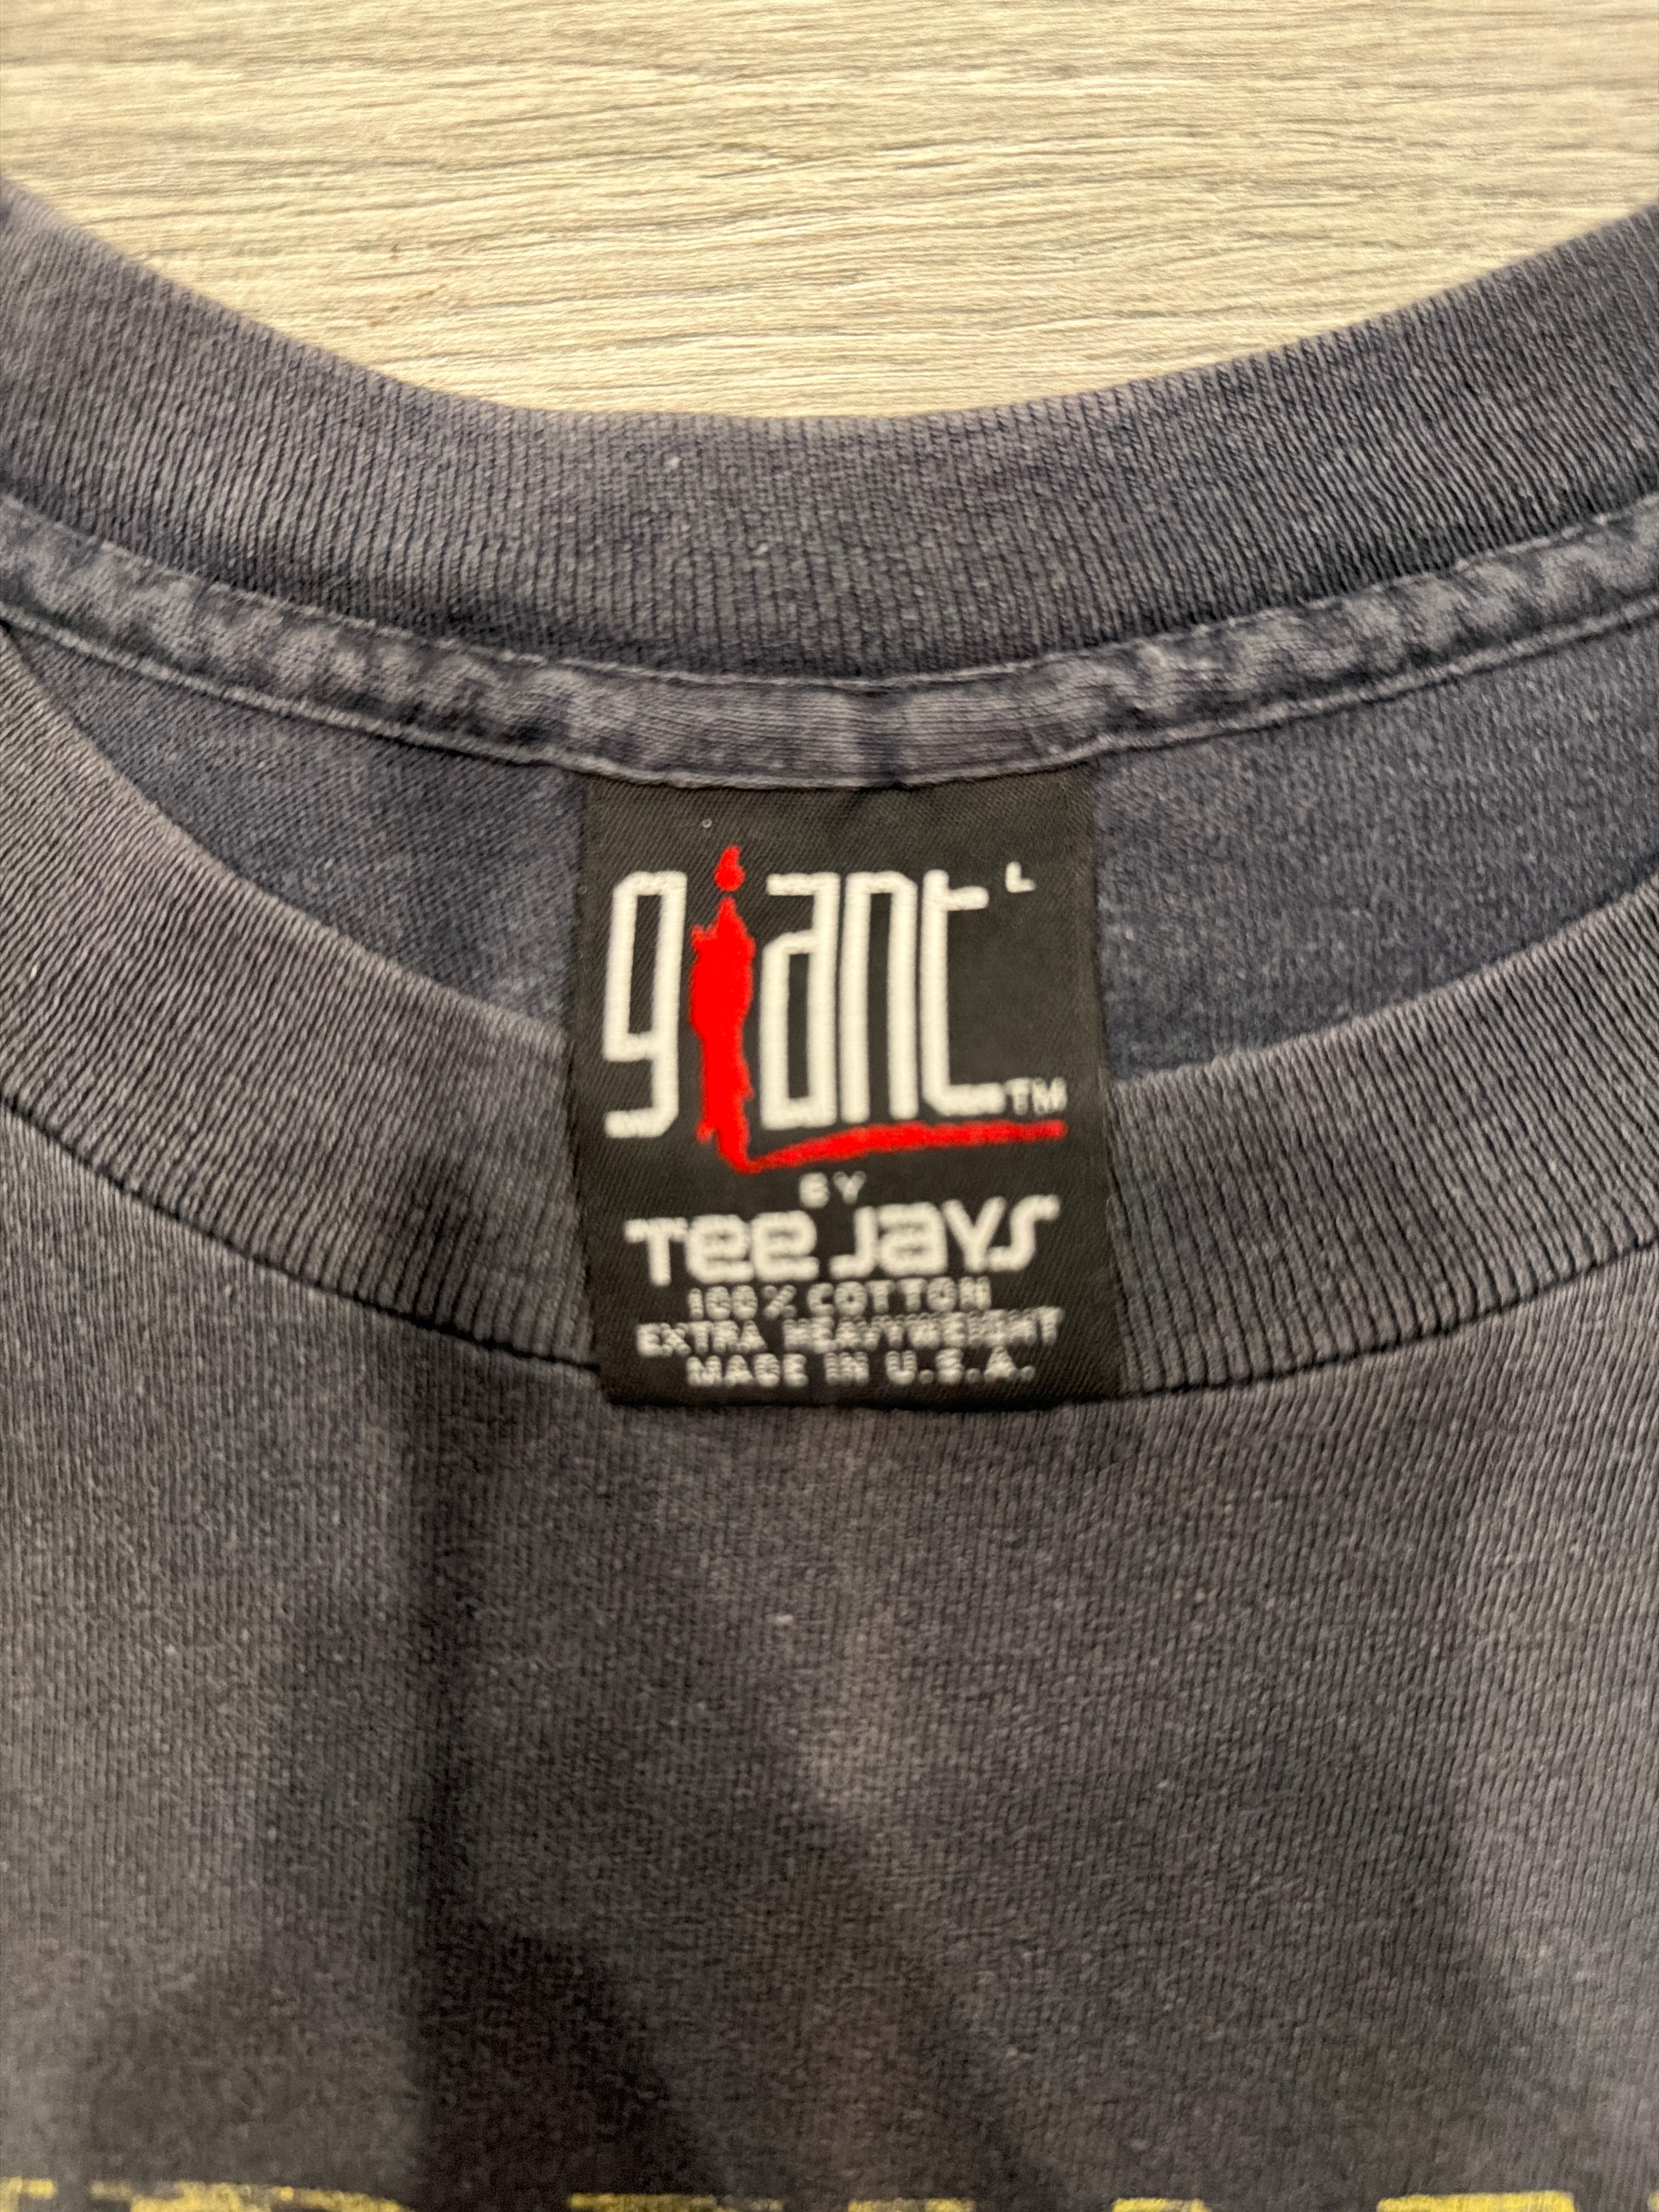 giant L
TM
BY
Tee Jays
100% COTTON
EXTRA HEAVYWEIGHT
MADE IN U.S.A.